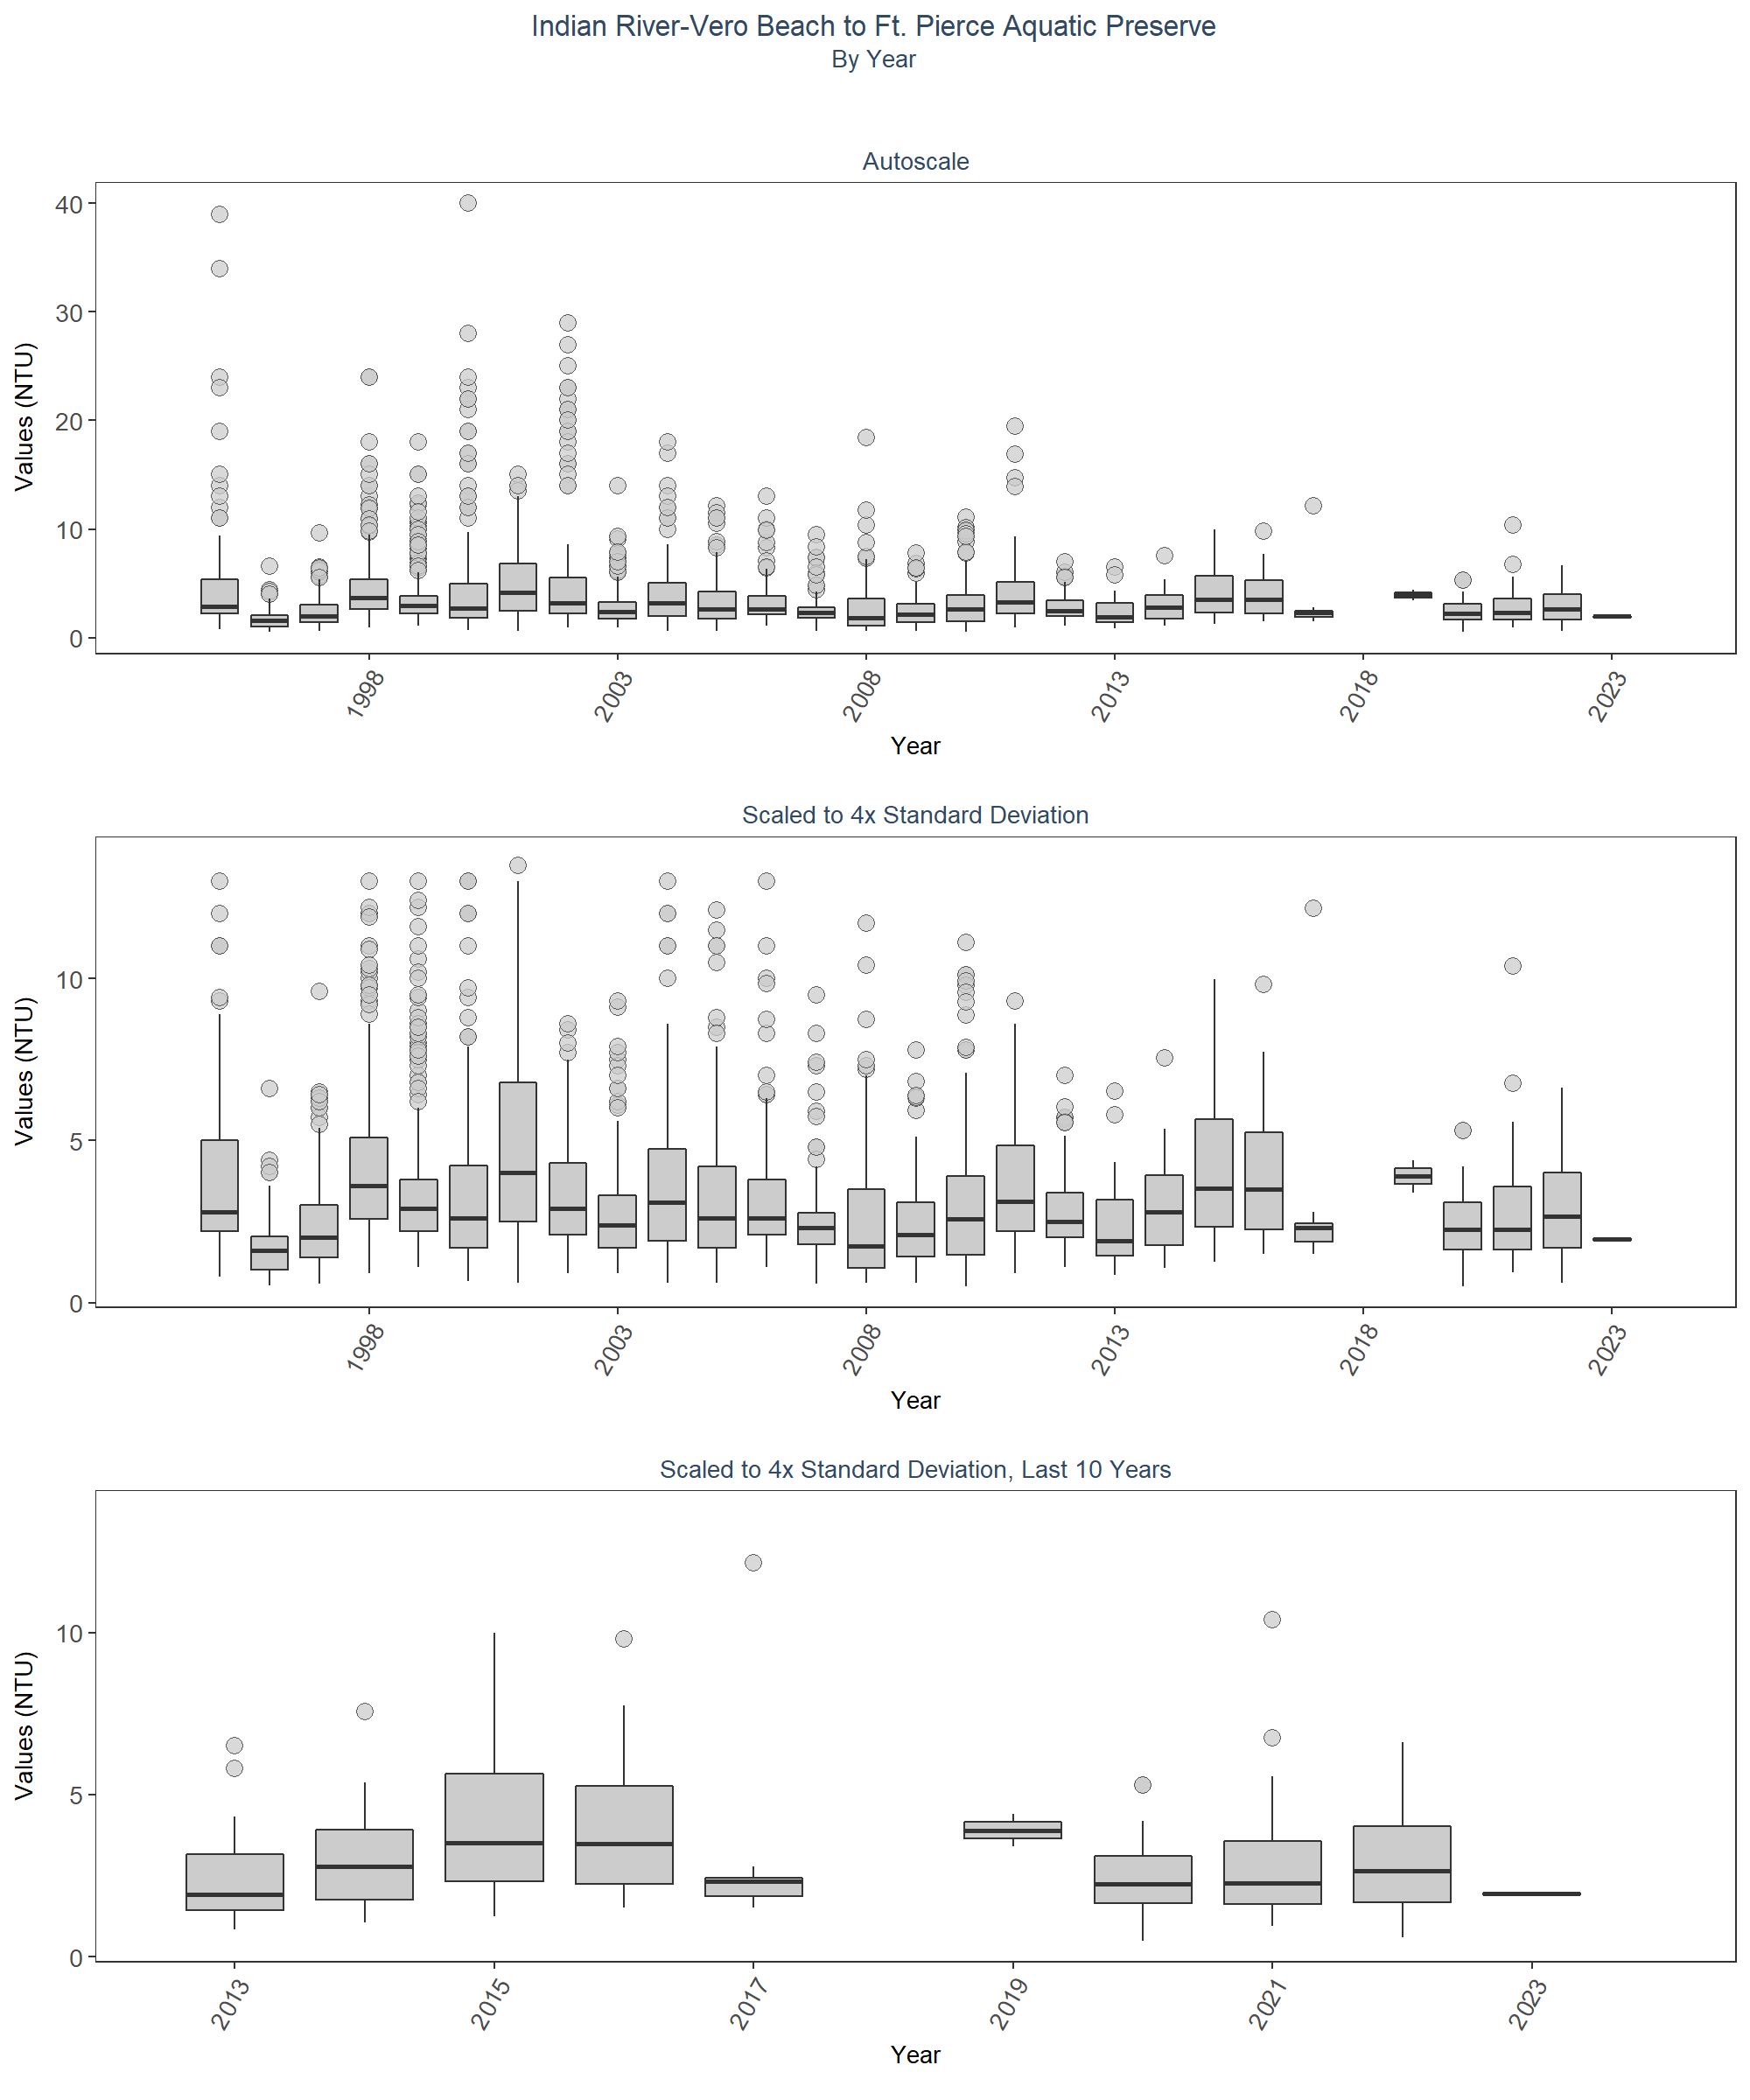 Indian River-Vero Beach to Ft. Pierce Aquatic Preserve
By Year
Autoscale
Values (NTU)
40
30
20
10
0
1998 2003 2008 2013 2018 2023
Year
Scaled to 4x Standard Deviation
Values (NTU)
10
5
0
1998 2003 2008 2013 2018 2023
Year
Scaled to 4x Standard Deviation, Last 10 Years
Values (NTU)
10
5
0
2013 2015 2017 2019 2021 2023
Year